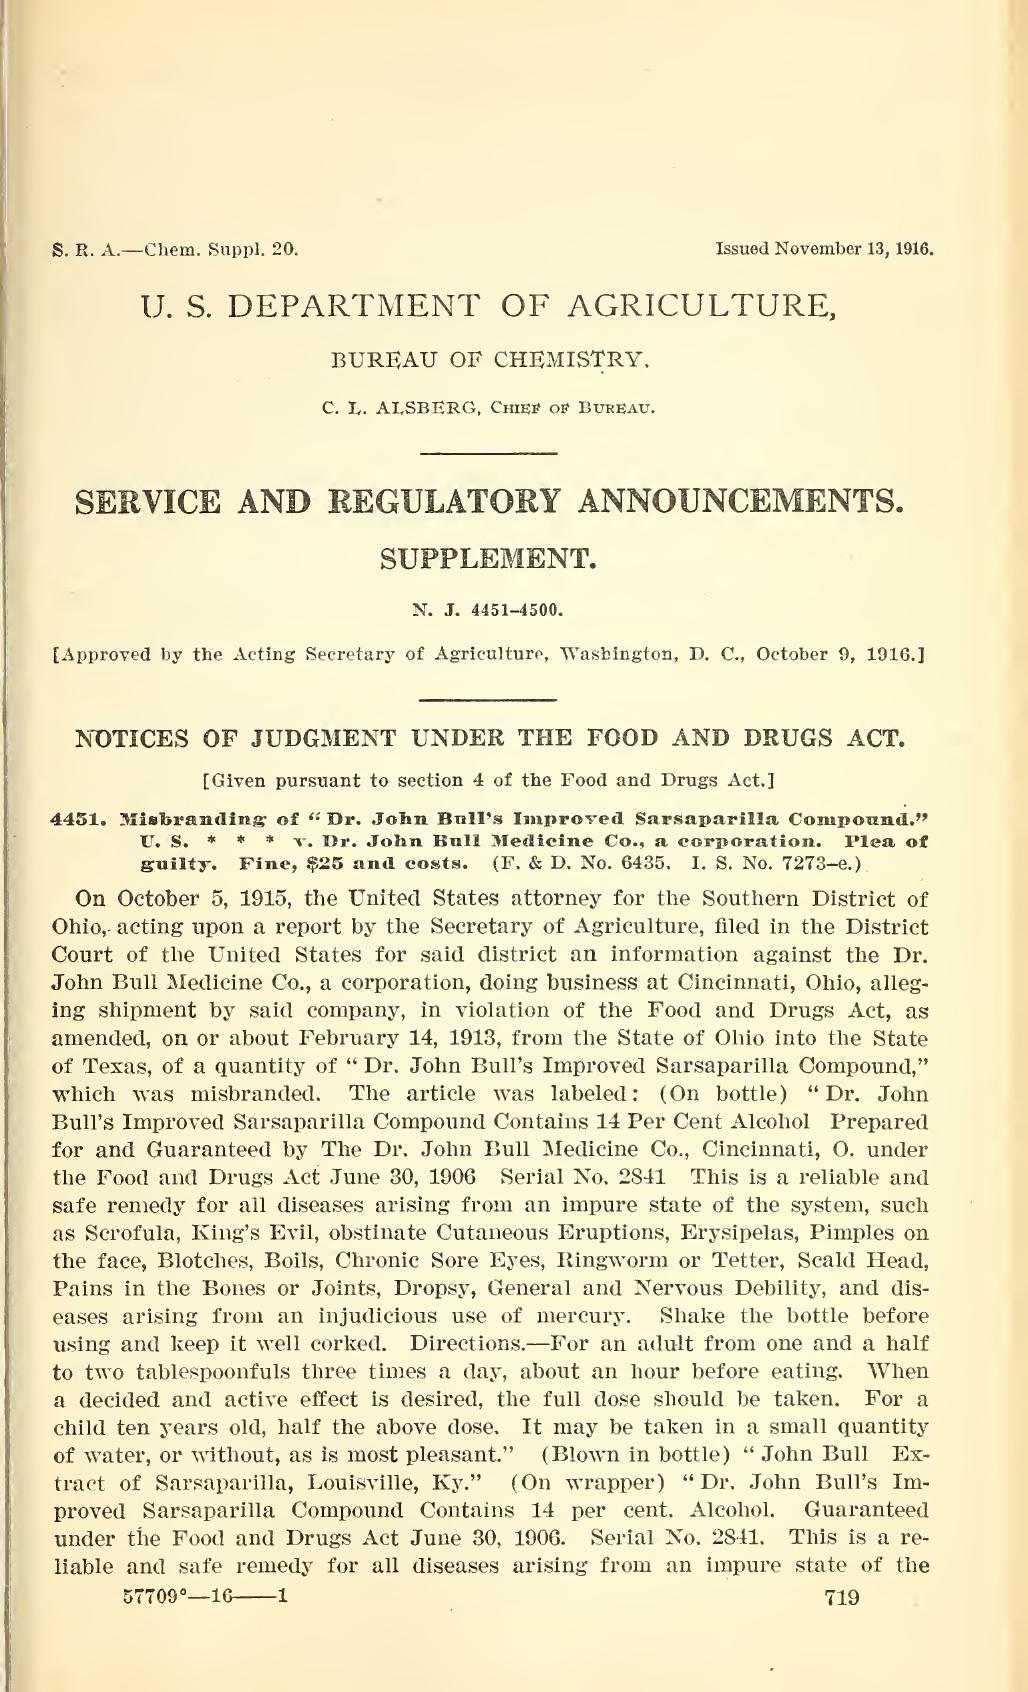 S. R. A.—Chem. Suppl. 20.
Issued November 13, 1916.
U. S. DEPARTMENT OF AGRICULTURE,
BUREAU OF CHEMISTRY.
C. L. ALSBERG, CHIEF OF BUREAU.
SERVICE AND REGULATORY ANNOUNCEMENTS.
SUPPLEMENT.
N. J. 4451–4500.
[Approved by the Acting Secretary of Agriculture, Washington, D. C., October 9, 1916.]
NOTICES OF JUDGMENT UNDER THE FOOD AND DRUGS ACT.
[Given pursuant to section 4 of the Food and Drugs Act.]
4451. Misbranding of “Dr. John Bull’s Improved Sarsaparilla Compound.”
U. S. * * * v. Dr. John Bull Medicine Co., a corporation. Plea of
guilty. Fine, $25 and costs. (F. & D. No. 6435. I. S. No. 7273–e.)
On October 5, 1915, the United States attorney for the Southern District of
Ohio, acting upon a report by the Secretary of Agriculture, filed in the District
Court of the United States for said district an information against the Dr.
John Bull Medicine Co., a corporation, doing business at Cincinnati, Ohio, alleg-
ing shipment by said company, in violation of the Food and Drugs Act, as
amended, on or about February 14, 1913, from the State of Ohio into the State
of Texas, of a quantity of “Dr. John Bull’s Improved Sarsaparilla Compound,”
which was misbranded. The article was labeled: (On bottle) “Dr. John
Bull’s Improved Sarsaparilla Compound Contains 14 Per Cent Alcohol Prepared
for and Guaranteed by The Dr. John Bull Medicine Co., Cincinnati, O. under
the Food and Drugs Act June 30, 1906 Serial No. 2841 This is a reliable and
safe remedy for all diseases arising from an impure state of the system, such
as Scrofula, King’s Evil, obstinate Cutaneous Eruptions, Erysipelas, Pimples on
the face, Blotches, Boils, Chronic Sore Eyes, Ringworm or Tetter, Scald Head,
Pains in the Bones or Joints, Dropsy, General and Nervous Debility, and dis-
eases arising from an injudicious use of mercury. Shake the bottle before
using and keep it well corked. Directions.—For an adult from one and a half
to two tablespoonfuls three times a day, about an hour before eating. When
a decided and active effect is desired, the full dose should be taken. For a
child ten years old, half the above dose. It may be taken in a small quantity
of water, or without, as is most pleasant.” (Blown in bottle) “John Bull Ex-
tract of Sarsaparilla, Louisville, Ky.” (On wrapper) “Dr. John Bull’s Im-
proved Sarsaparilla Compound Contains 14 per cent. Alcohol. Guaranteed
under the Food and Drugs Act June 30, 1906. Serial No. 2841. This is a re-
liable and safe remedy for all diseases arising from an impure state of the
57709°—16——1
719